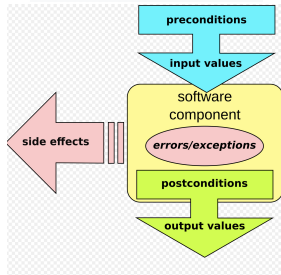 preconditions
input values
software
component
errors/exceptions
side effects
postconditions
output values